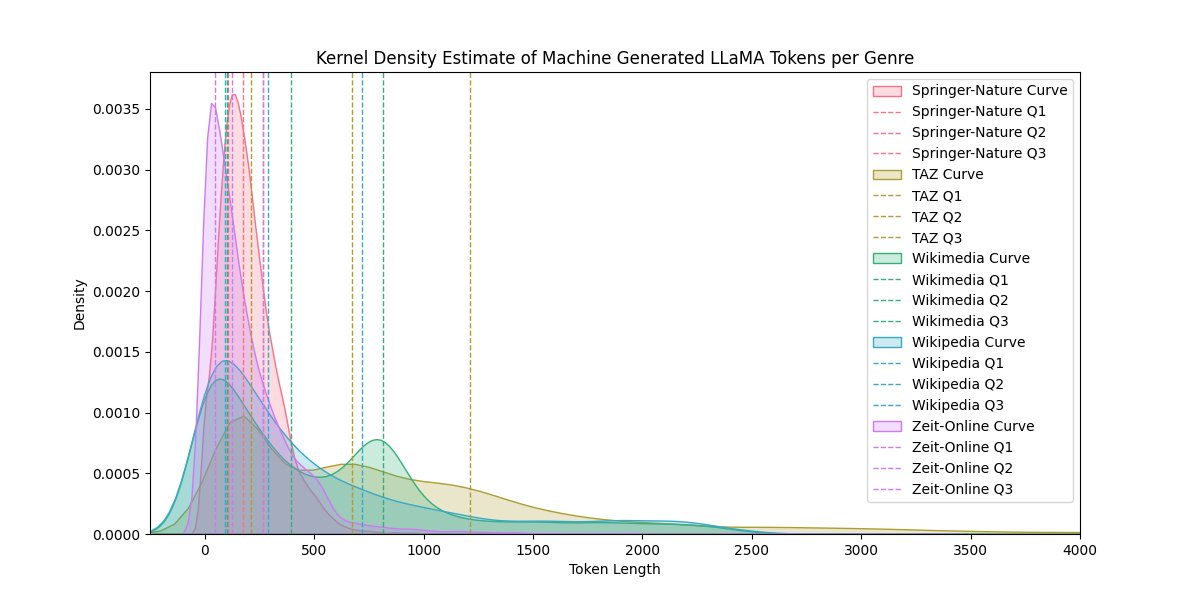 Kernel Density Estimate of Machine Generated LLaMA Tokens per Genre
Density
0.0035
0.0030
0.0025
0.0020
0.0015
0.0010
0.0005
0.0000
Springer-Nature Curve
Springer-Nature Q1
Springer-Nature Q2
Springer-Nature Q3
TAZ Curve
TAZ Q1
TAZ Q2
TAZ Q3
Wikimedia Curve
Wikimedia Q1
Wikimedia Q2
Wikimedia Q3
Wikipedia Curve
Wikipedia Q1
Wikipedia Q2
Wikipedia Q3
Zeit-Online Curve
Zeit-Online Q1
Zeit-Online Q2
Zeit-Online Q3
0 500 1000 1500 2000 2500 3000 3500 4000
Token Length